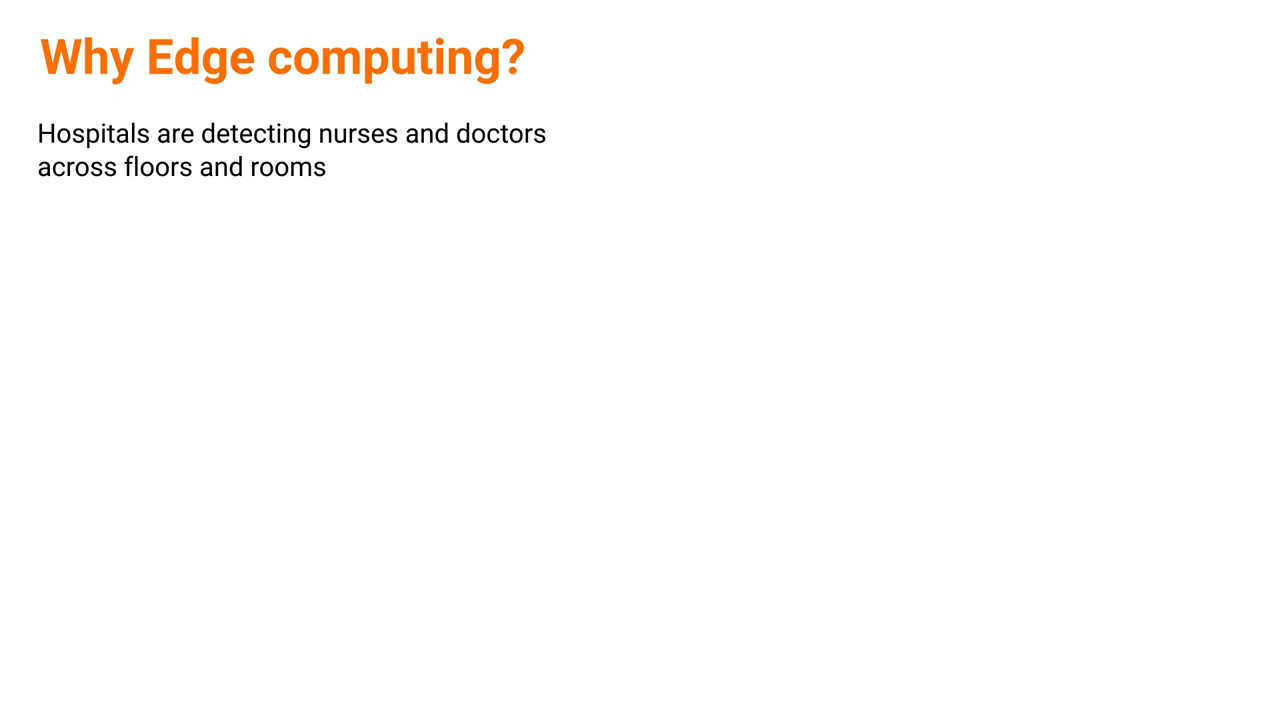 Why Edge computing?
Hospitals are detecting nurses and doctors
across floors and rooms